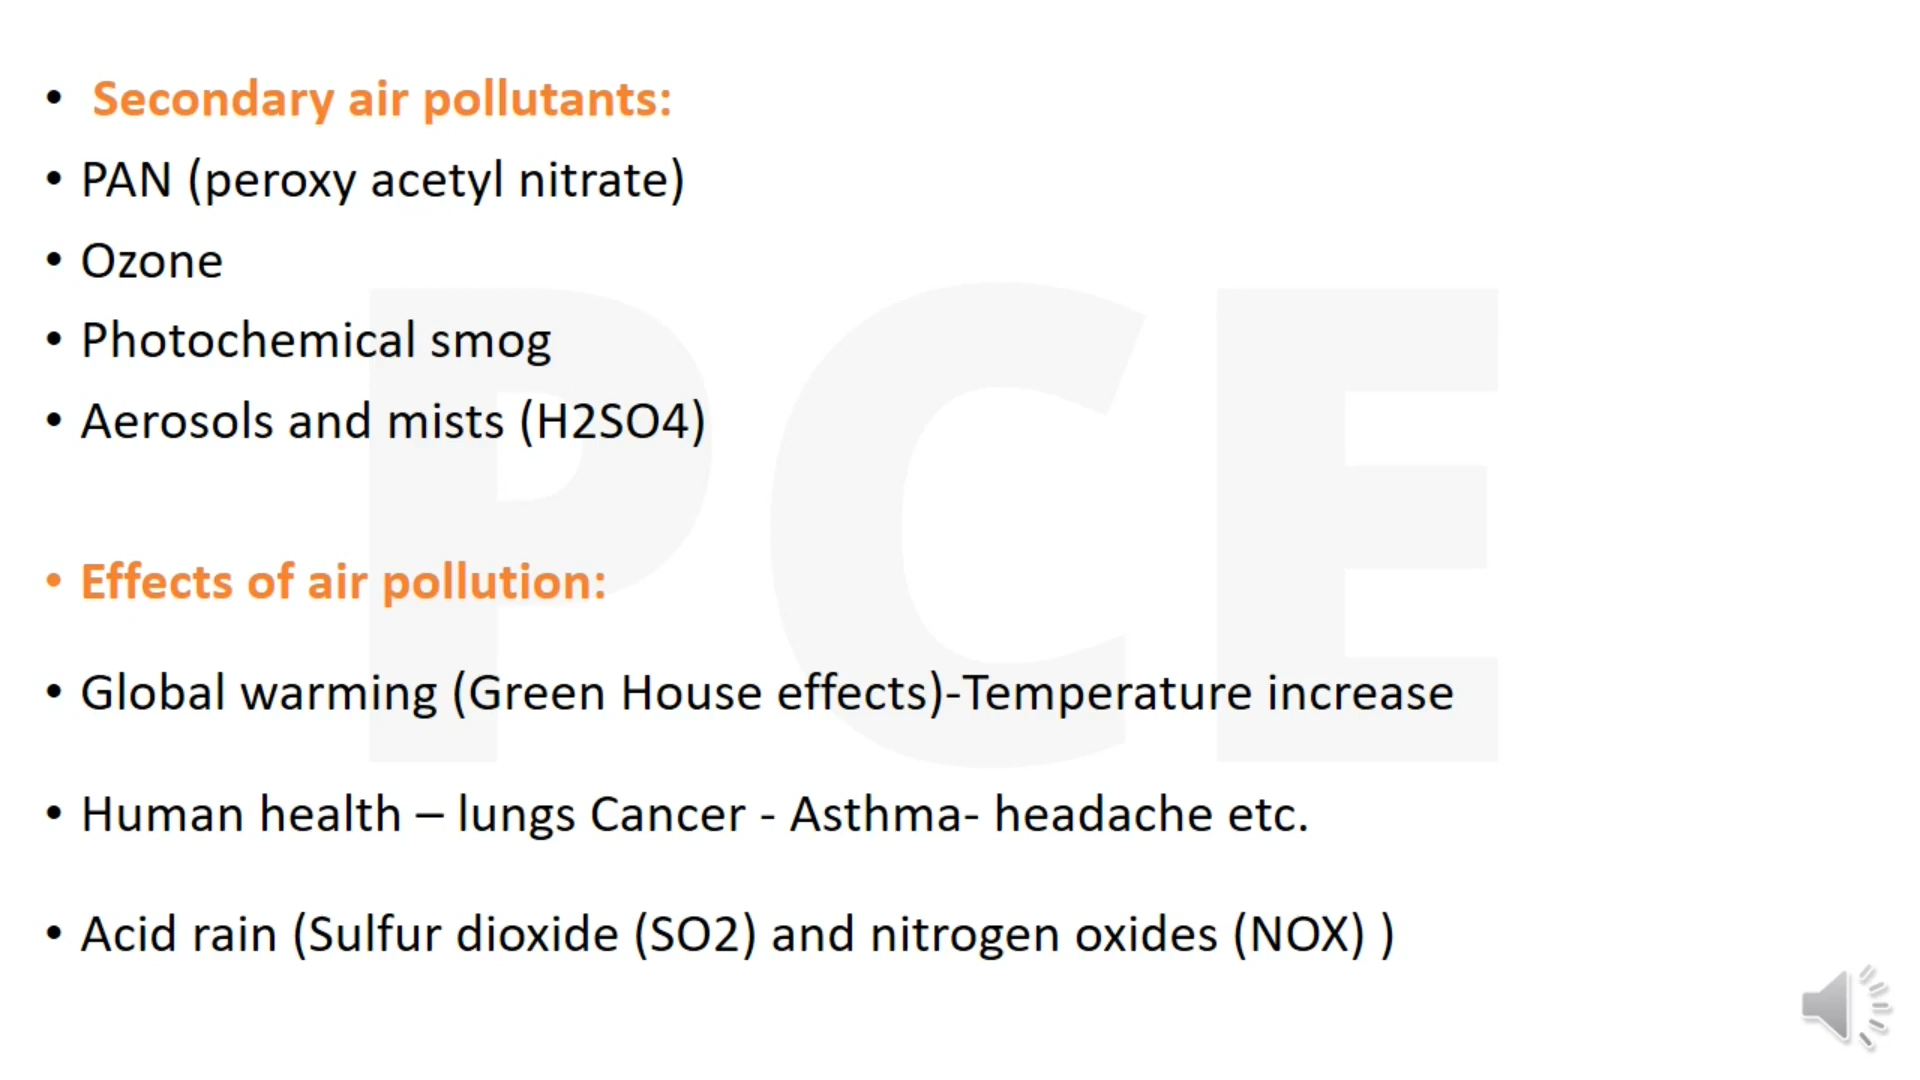 • Secondary air pollutants:
• PAN (peroxy acetyl nitrate)
• Ozone
• Photochemical smog
• Aerosols and mists (H2SO4)
PCE
• Effects of air pollution:
• Global warming (Green House effects)-Temperature increase
• Human health – lungs Cancer - Asthma- headache etc.
• Acid rain (Sulfur dioxide (SO2) and nitrogen oxides (NOX) )